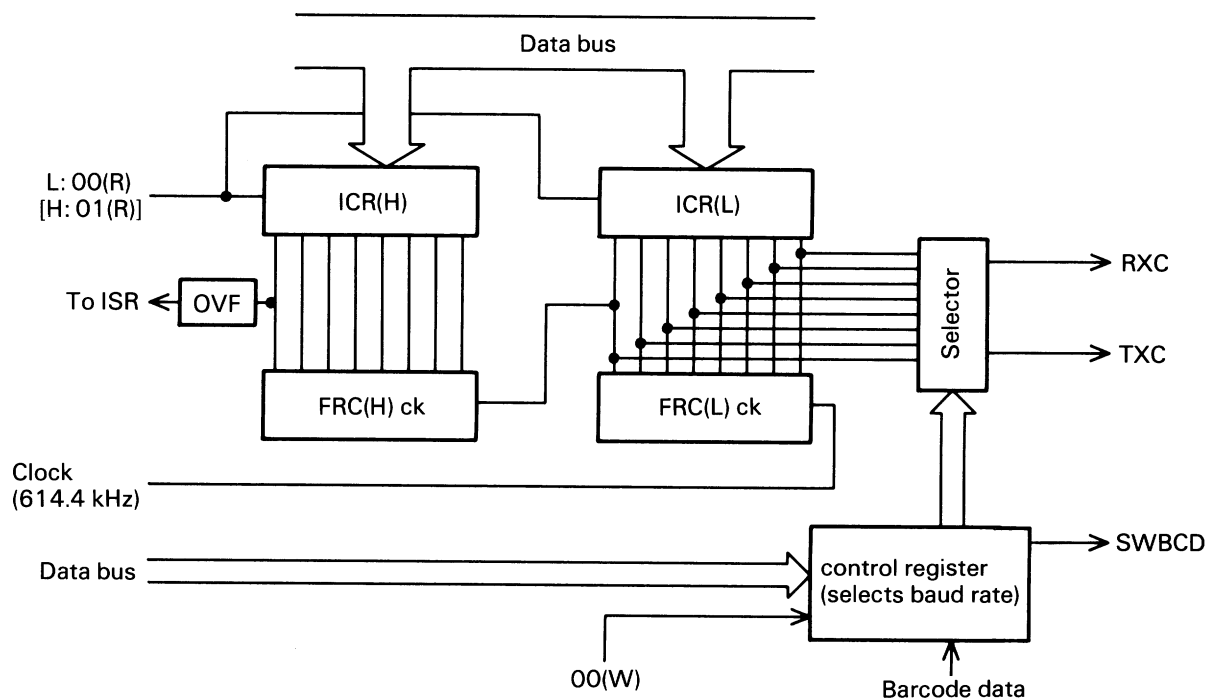 Data bus
L: 00(R)
[H: 01(R)]
ICR(H)
ICR(L)
To ISR
OVF
Selector
RXC
TXC
FRC(H) ck
FRC(L) ck
Clock
(614.4 kHz)
Data bus
control register
(selects baud rate)
SWBCD
00(W)
Barcode data